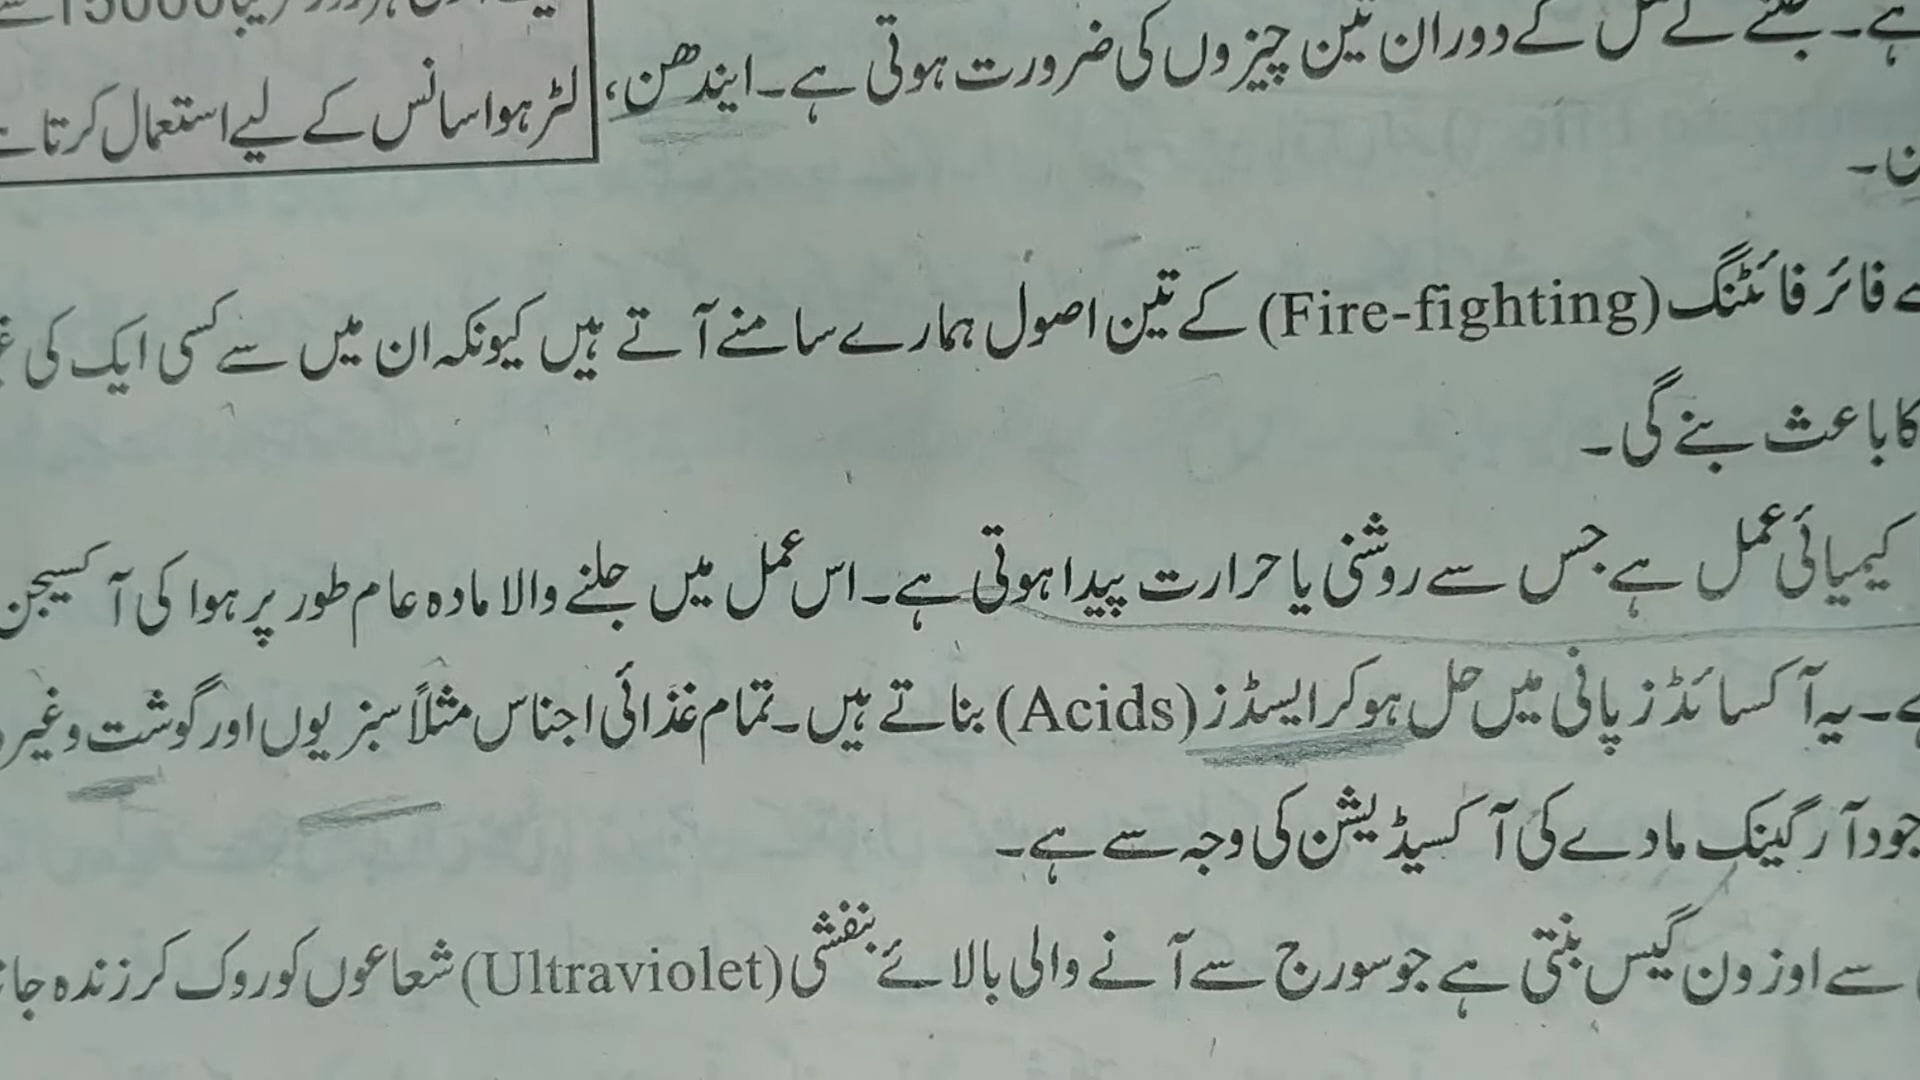 لٹر ہوا سانس کے لیے استعمال کرتا
ہے۔ جلنے کے عمل کے دوران تین چیزوں کی ضرورت ہوتی ہے۔ ایندھن،
فائر فائٹنگ (Fire-fighting) کے تین اصول ہمارے سامنے آتے ہیں کیونکہ ان میں سے کسی ایک کی
کا باعث بنے گی۔
کیمیائی عمل ہے جس سے روشنی یا حرارت پیدا ہوتی ہے۔ اس عمل میں جلنے والا مادہ عام طور پر ہوا کی آکسیجن
یہ آکسائڈز پانی میں حل ہو کر ایسڈز (Acids) بناتے ہیں۔ تمام غذائی اجناس مثلاً سبزیوں اور گوشت وغیرہ
آرگینک مادے کی آکسیڈیشن کی وجہ سے ہے۔
سے اوزون گیس بنتی ہے جو سورج سے آنے والی بالائے بنفشی (Ultraviolet) شعاعوں کو روک کر زندہ